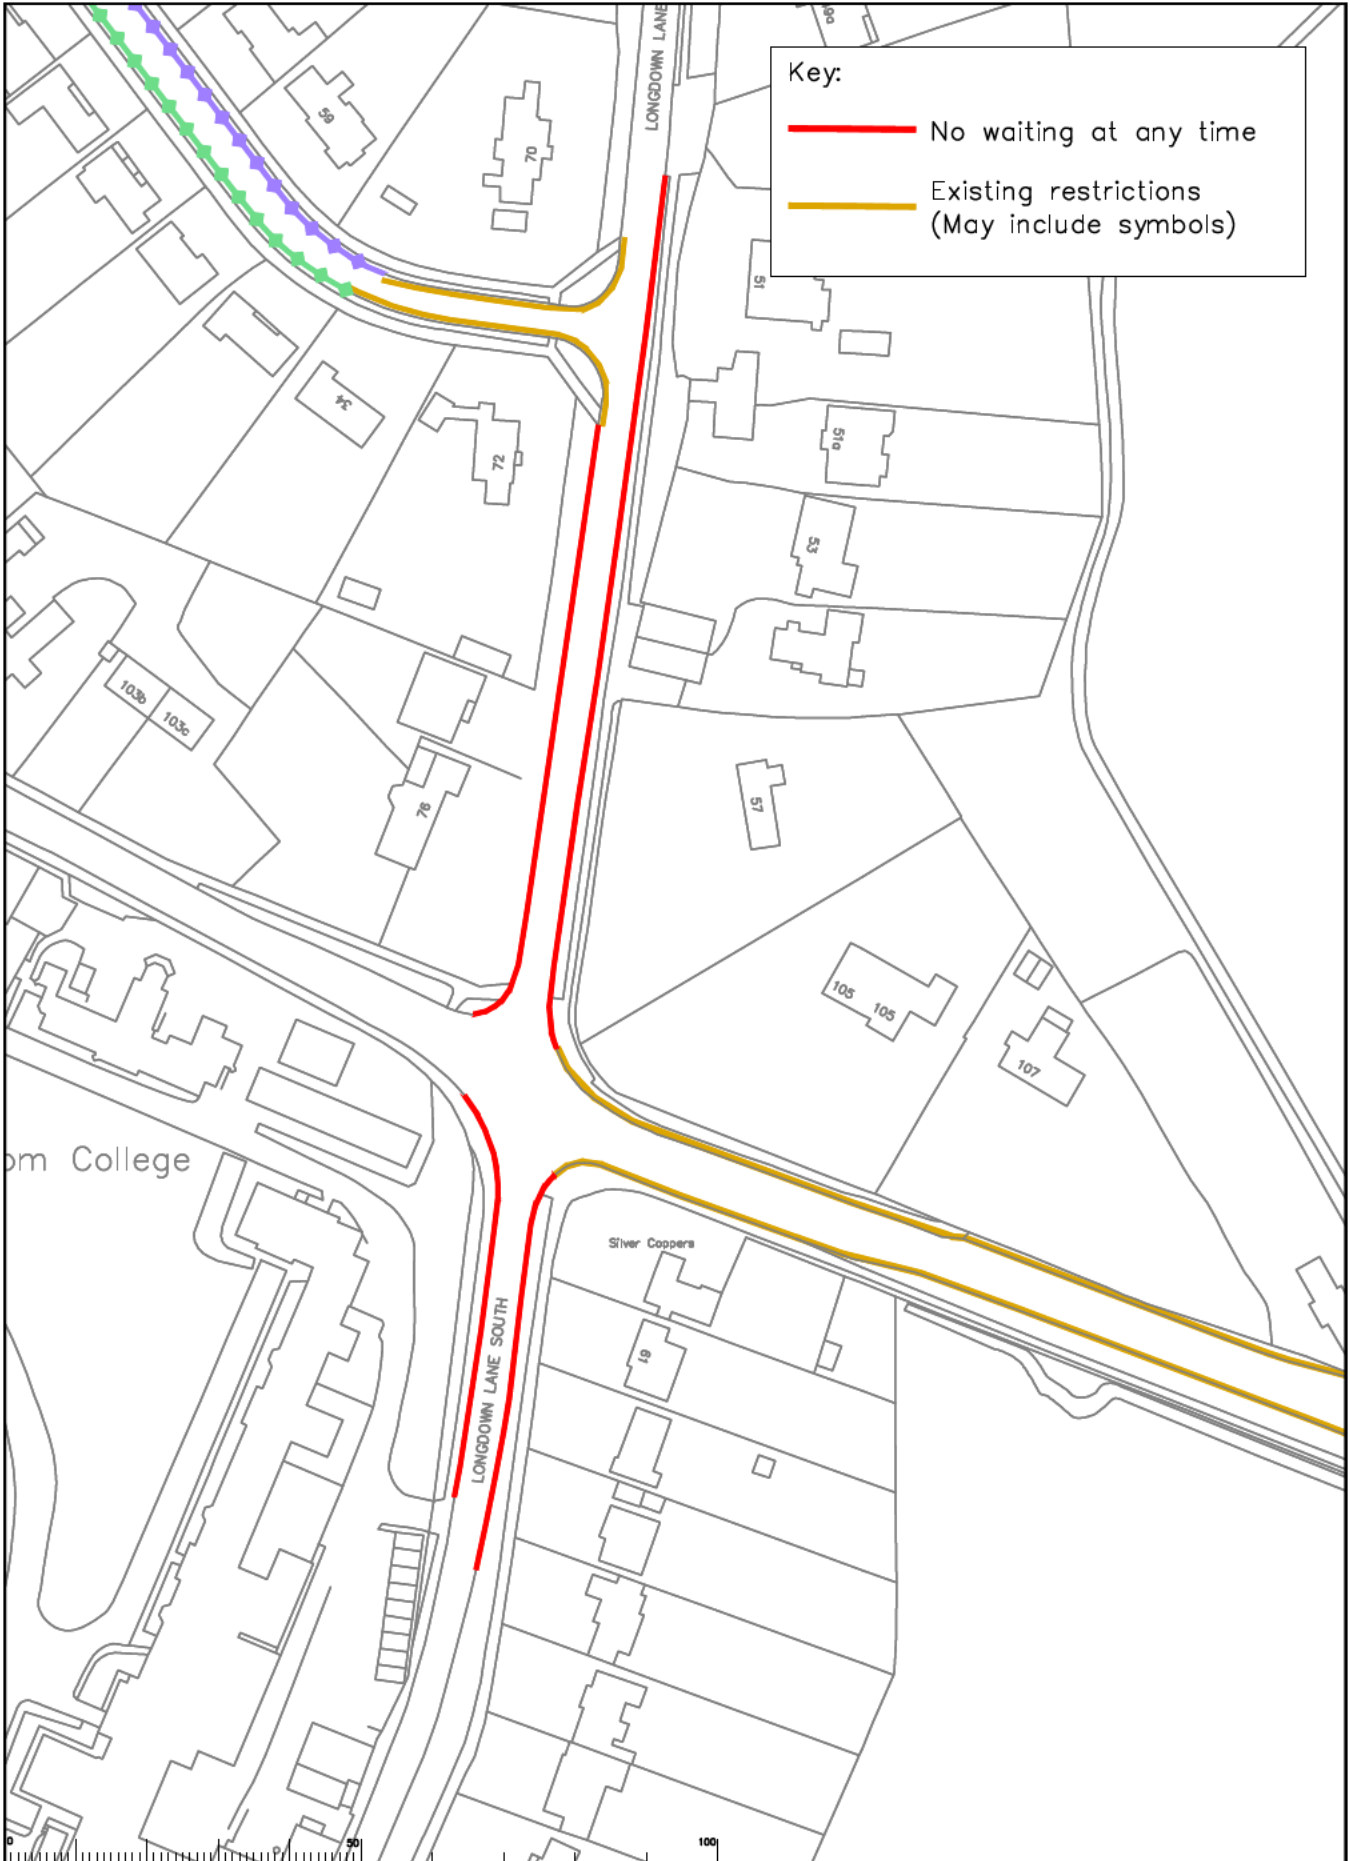 LONGDOWN LANE
Key:
No waiting at any time
Existing restrictions
(May include symbols)
59
70
51
34
72
51a
53
103b
103c
76
57
105
105
107
om College
Silver Coppers
61
LONGDOWN LANE SOUTH
0
50
100